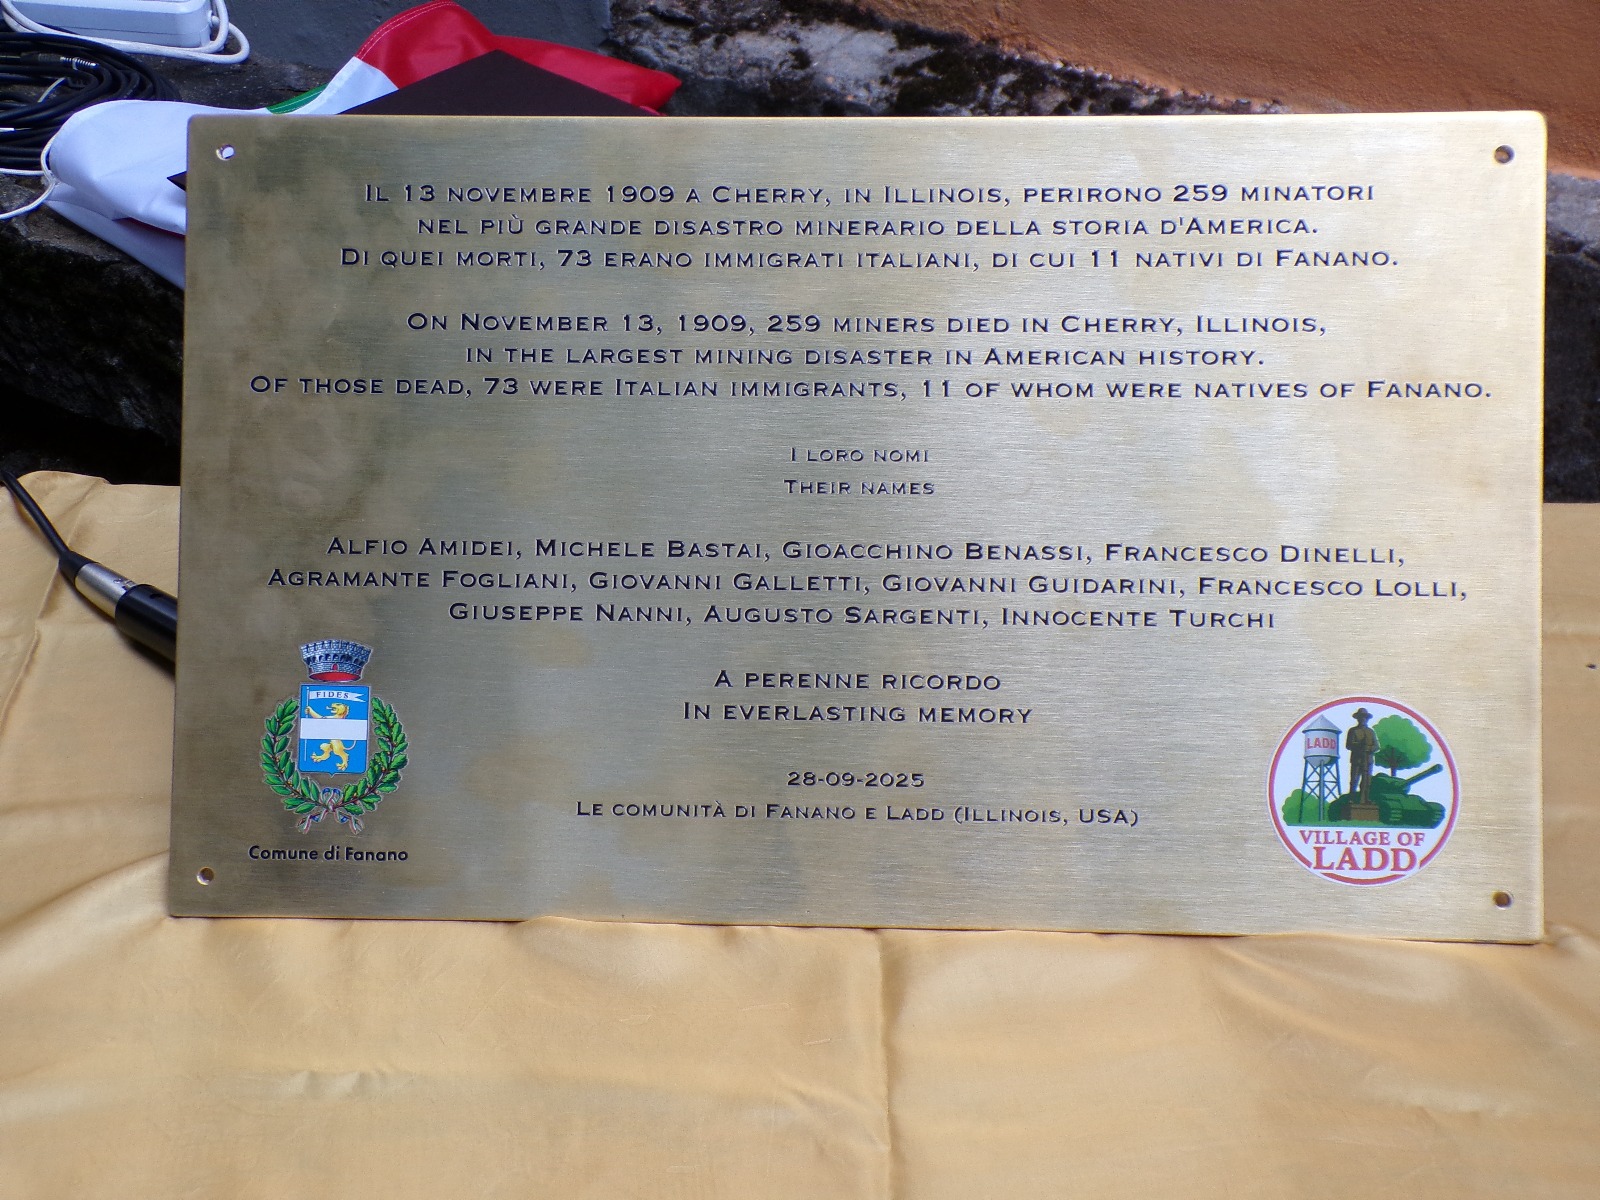 Il 13 novembre 1909 a Cherry, in Illinois, perirono 259 minatori
nel più grande disastro minerario della storia d'America.
Di quei morti, 73 erano immigrati italiani, di cui 11 nativi di Fanano.
On November 13, 1909, 259 miners died in Cherry, Illinois,
in the largest mining disaster in American history.
Of those dead, 73 were Italian immigrants, 11 of whom were natives of Fanano.
I loro nomi
Their names
Alfio Amidei, Michele Bastai, Gioacchino Benassi, Francesco Dinelli,
Agramante Fogliani, Giovanni Galletti, Giovanni Guidarini, Francesco Lolli,
Giuseppe Nanni, Augusto Sargenti, Innocente Turchi
A perenne ricordo
In everlasting memory
28-09-2025
Le comunità di Fanano e Ladd (Illinois, USA)
FIDES
Comune di Fanano
LADD
VILLAGE OF
LADD